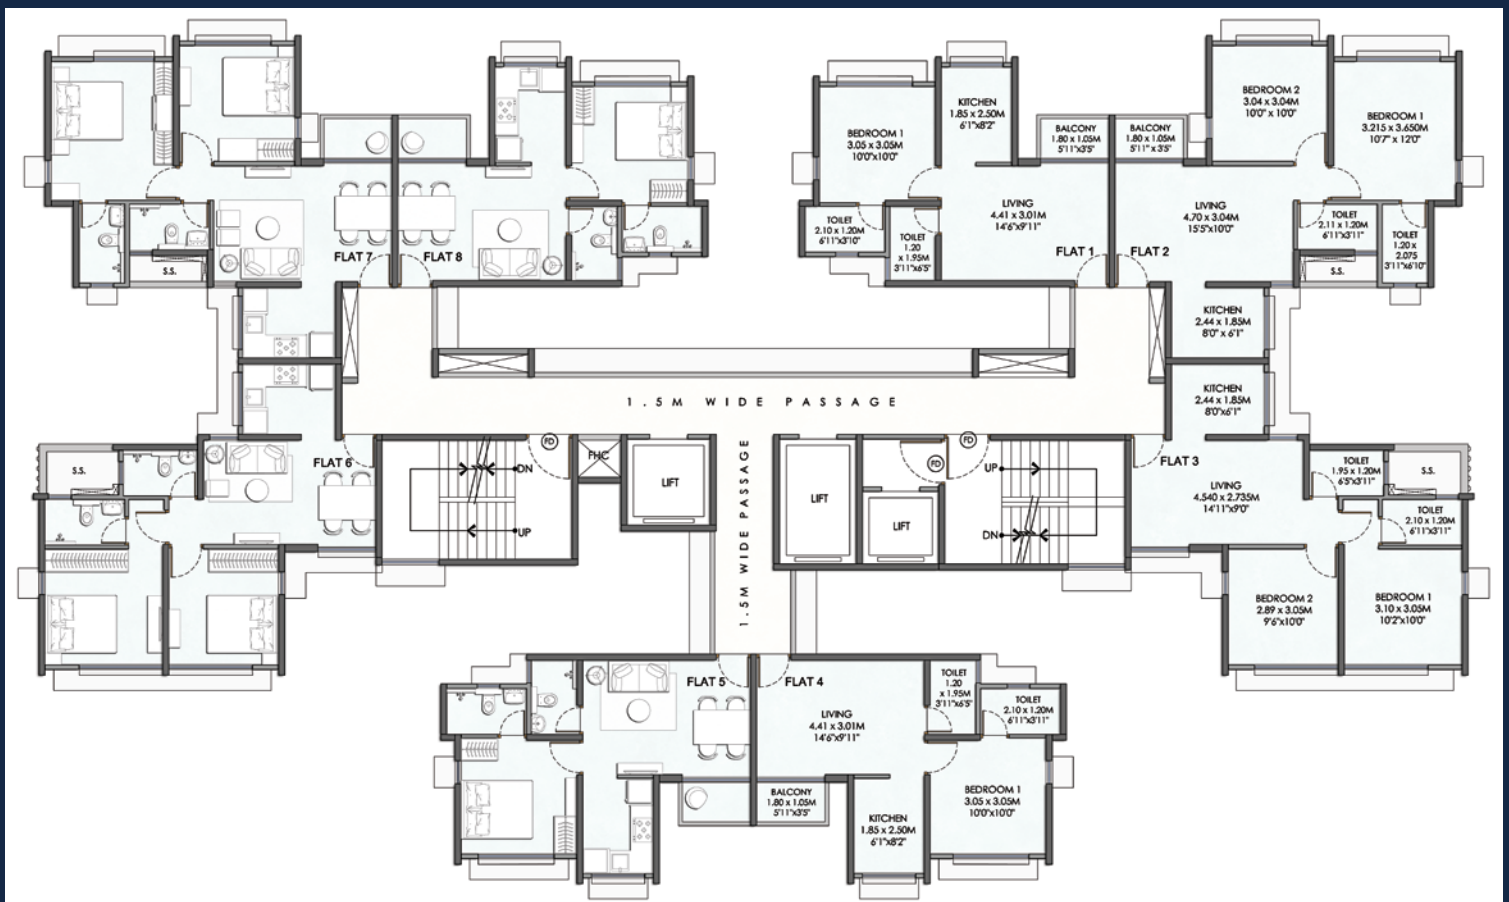 BEDROOM 2
3.04 x 3.04M
10'0" x 10'0"
BEDROOM 1
3.215 x 3.650M
10'7" x 12'0"
KITCHEN
1.85 x 2.50M
6'1"x8'2"
BEDROOM 1
3.05 x 3.05M
10'0"x10'0"
BALCONY
1.80 x 1.05M
5'11"x3'5"
BALCONY
1.80 x 1.05M
5'11" x 3'5"
LIVING
4.41 x 3.01M
14'6"x9'11"
LIVING
4.70 x 3.04M
15'5"x10'0"
TOILET
2.10 x 1.20M
6'11"x3'10"
TOILET
1.20
x 1.95M
3'11"x6'5"
TOILET
2.11 x 1.20M
6'11"x3'11"
TOILET
1.20 x
2.075
3'11"x6'10"
S.S.
FLAT 7
FLAT 8
FLAT 1
FLAT 2
S.S.
KITCHEN
2.44 x 1.85M
8'0" x 6'1"
1.5M WIDE PASSAGE
KITCHEN
2.44 x 1.85M
8'0"x6'1"
FD
FD
FD
FHC
1.5M WIDE PASSAGE
FLAT 6
FLAT 3
S.S.
DN
UP
LIFT
LIFT
LIFT
UP
DN
LIVING
4.540 x 2.735M
14'11"x9'0"
TOILET
1.95 x 1.20M
6'5"x3'11"
S.S.
TOILET
2.10 x 1.20M
6'11"x3'11"
BEDROOM 2
2.89 x 3.05M
9'6"x10'0"
BEDROOM 1
3.10 x 3.05M
10'2"x10'0"
FLAT 5
FLAT 4
LIVING
4.41 x 3.01M
14'6"x9'11"
TOILET
1.20
x 1.95M
3'11"x6'5"
TOILET
2.10 x 1.20M
6'11"x3'11"
BALCONY
1.80 x 1.05M
5'11"x3'5"
KITCHEN
1.85 x 2.50M
6'1"x8'2"
BEDROOM 1
3.05 x 3.05M
10'0"x10'0"